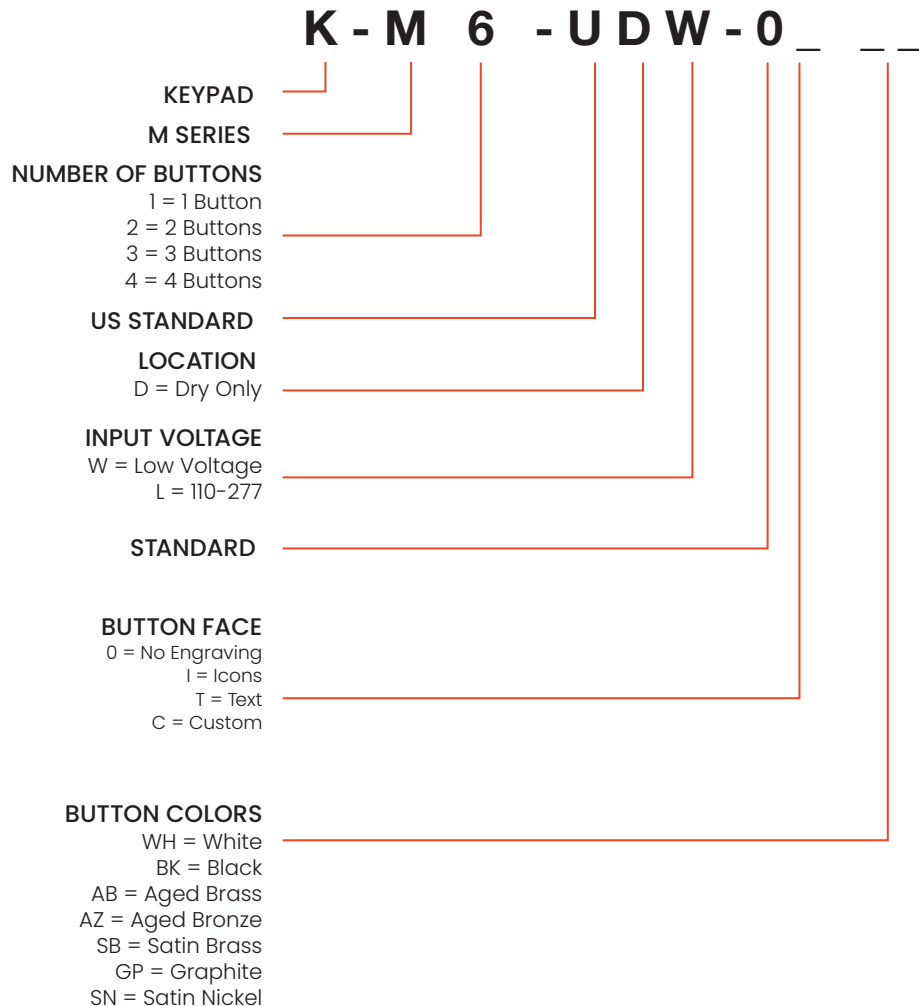 K - M 6 - U D W - 0 _ _ _
KEYPAD
M SERIES
NUMBER OF BUTTONS
1 = 1 Button
2 = 2 Buttons
3 = 3 Buttons
4 = 4 Buttons
US STANDARD
LOCATION
D = Dry Only
INPUT VOLTAGE
W = Low Voltage
L = 110-277
STANDARD
BUTTON FACE
0 = No Engraving
I = Icons
T = Text
C = Custom
BUTTON COLORS
WH = White
BK = Black
AB = Aged Brass
AZ = Aged Bronze
SB = Satin Brass
GP = Graphite
SN = Satin Nickel